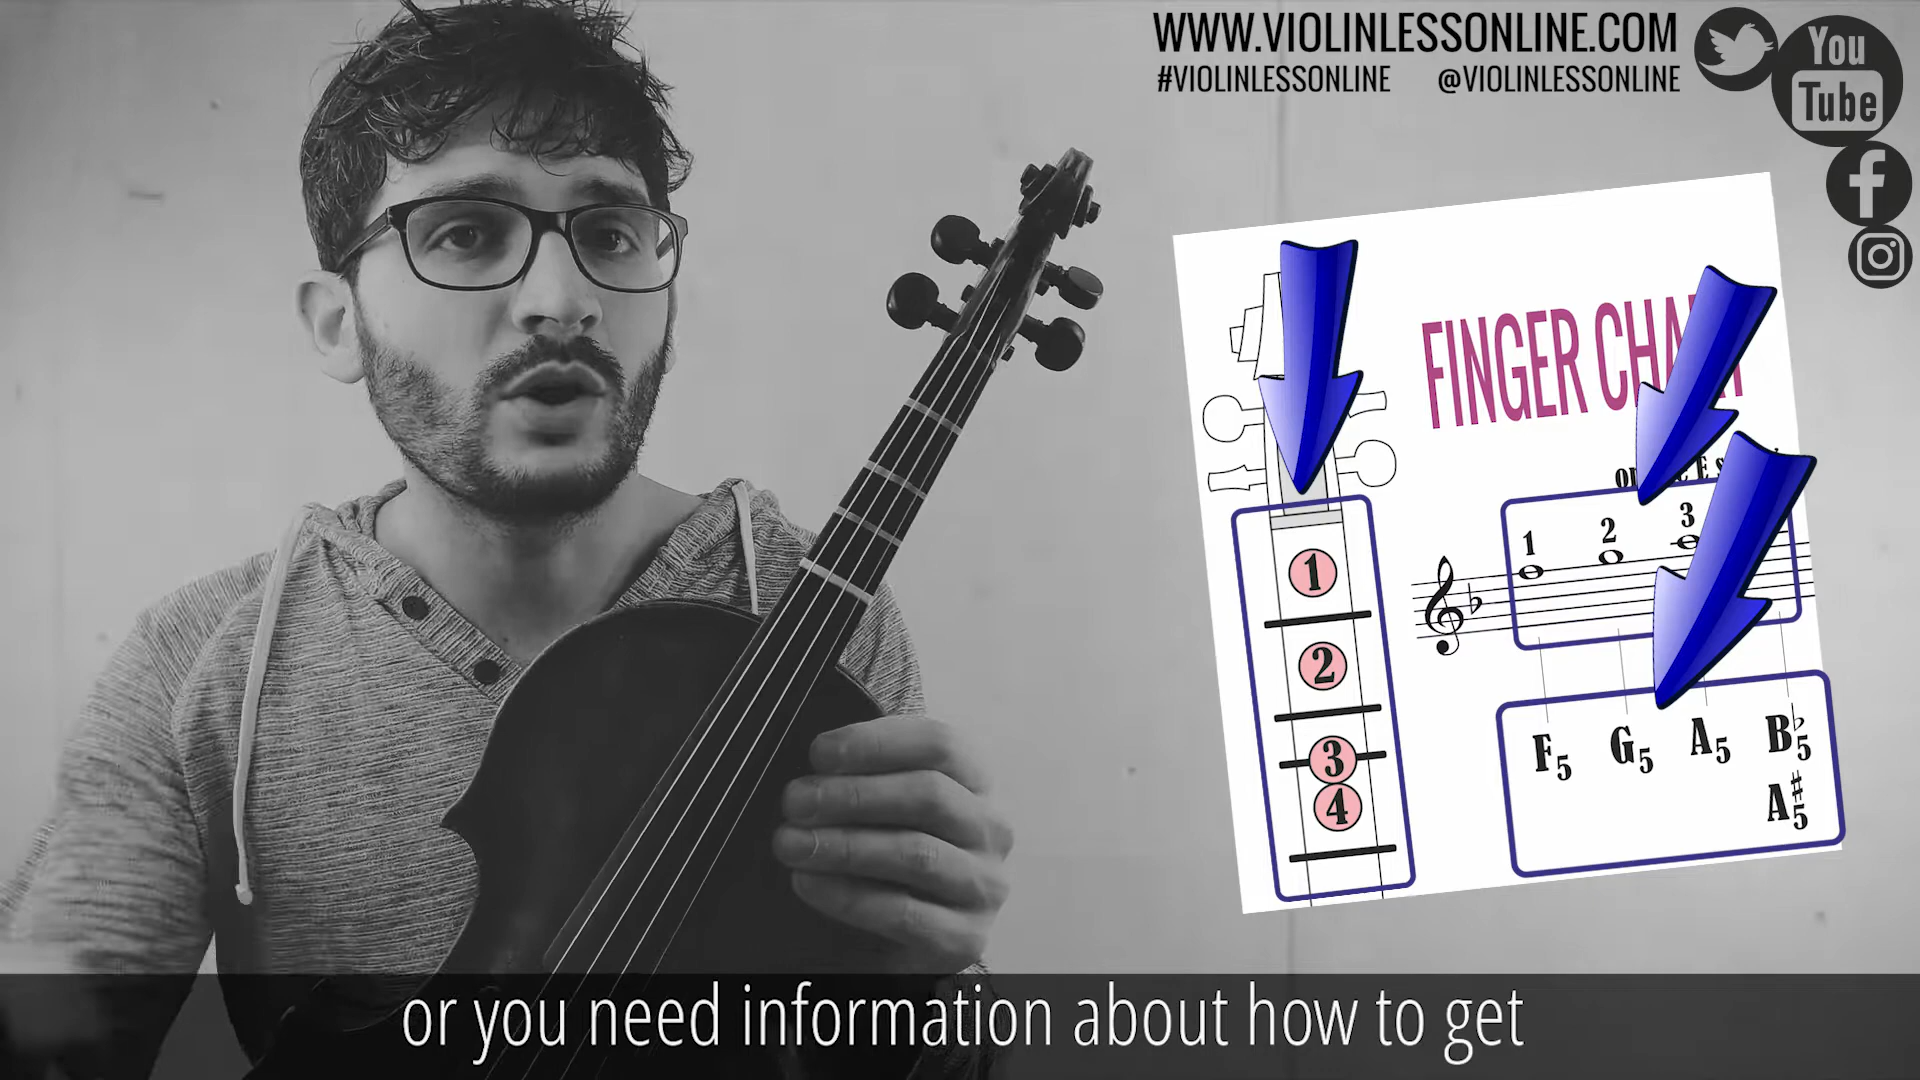 WWW.VIOLINLESSONLINE.COM
#VIOLINLESSONLINE @VIOLINLESSONLINE
You
Tube
f
FINGER
E
1 2 3
1
2
3
4
F5 G5 A5 B♭5
A♯5
or you need information about how to get